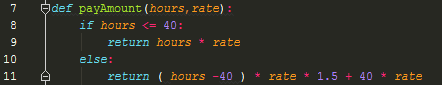 7 def payAmount(hours,rate):
8     if hours <= 40:
9         return hours * rate
10     else:
11         return ( hours -40 ) * rate * 1.5 + 40 * rate